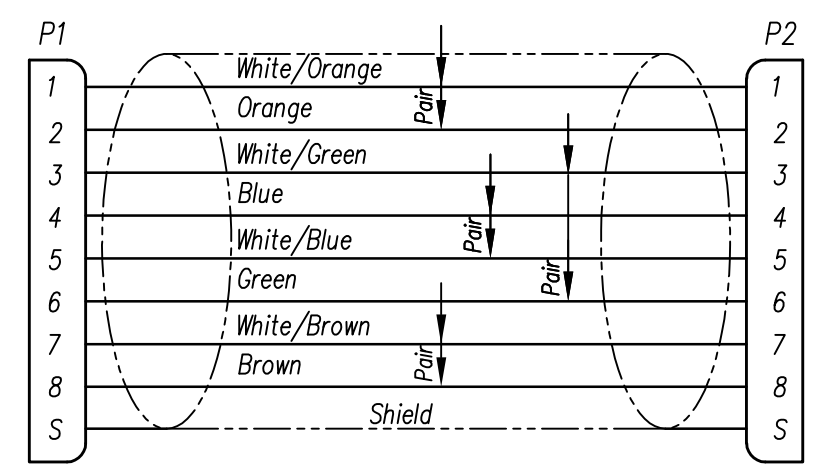 P1 P2
White/Orange
1 1
Pair
Orange
2 2
White/Green
3 3
Blue
4 4
Pair
White/Blue
5 5
Pair
Green
6 6
White/Brown
7 7
Pair
Brown
8 8
Shield
S S